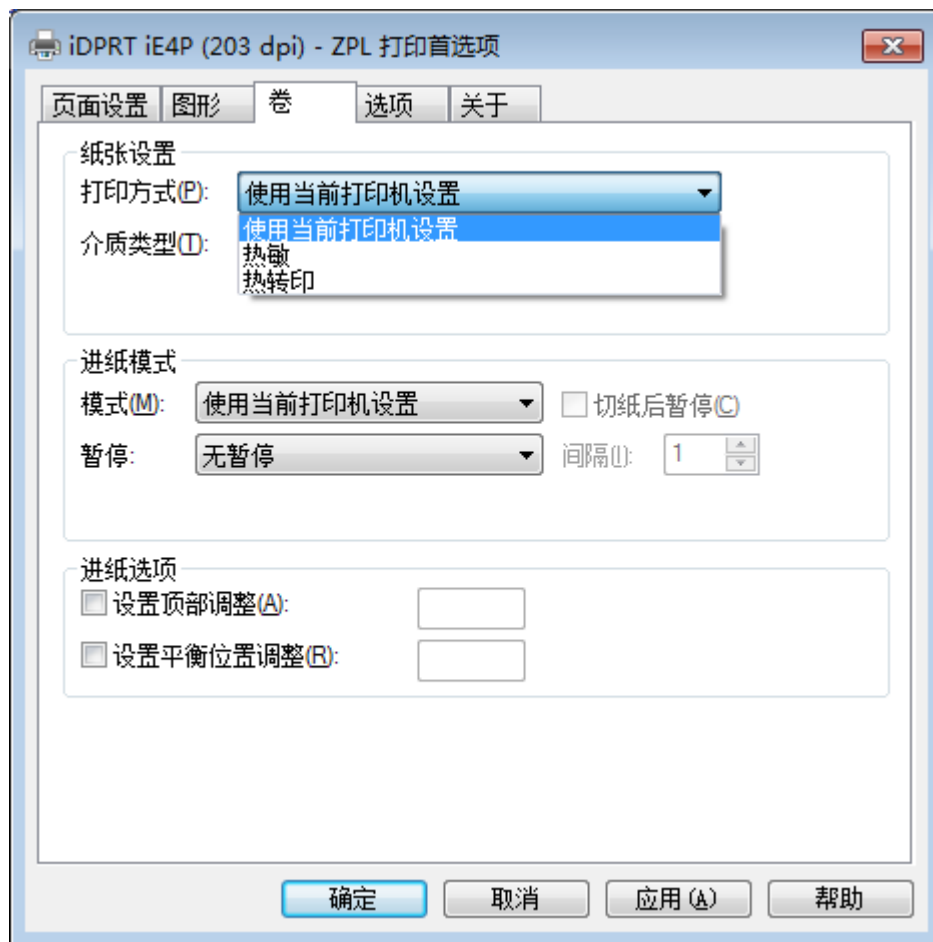 iDPRT iE4P (203 dpi) - ZPL 打印首选项
页面设置 图形 卷 选项 关于
纸张设置
打印方式(P): 使用当前打印机设置
使用当前打印机设置
介质类型(T):
热敏
热转印
进纸模式
模式(M): 使用当前打印机设置 切纸后暂停(C)
暂停: 无暂停 间隔(I): 1
进纸选项
设置顶部调整(A):
设置平衡位置调整(R):
确定 取消 应用(A) 帮助